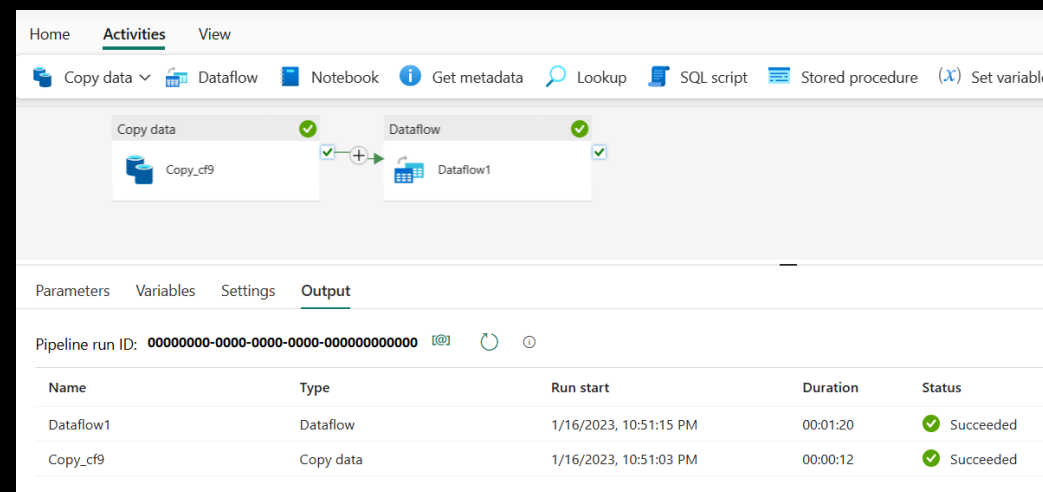 Home Activities View
Copy data Dataflow Notebook Get metadata Lookup SQL script Stored procedure (x) Set variable
Copy data Dataflow
Copy_cf9 Dataflow1
Parameters Variables Settings Output
Pipeline run ID: 00000000-0000-0000-0000-000000000000 [@]
Name Type Run start Duration Status
Dataflow1 Dataflow 1/16/2023, 10:51:15 PM 00:01:20 Succeeded
Copy_cf9 Copy data 1/16/2023, 10:51:03 PM 00:00:12 Succeeded